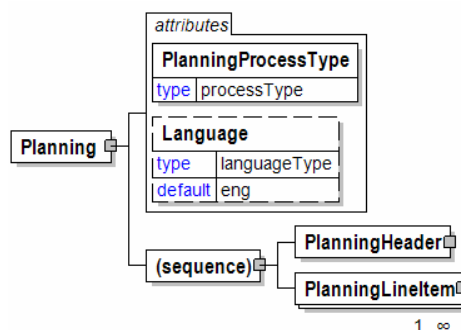 attributes
PlanningProcessType
type processType
Language
type languageType
default eng
Planning
(sequence)
PlanningHeader
PlanningLineItem
1 ∞